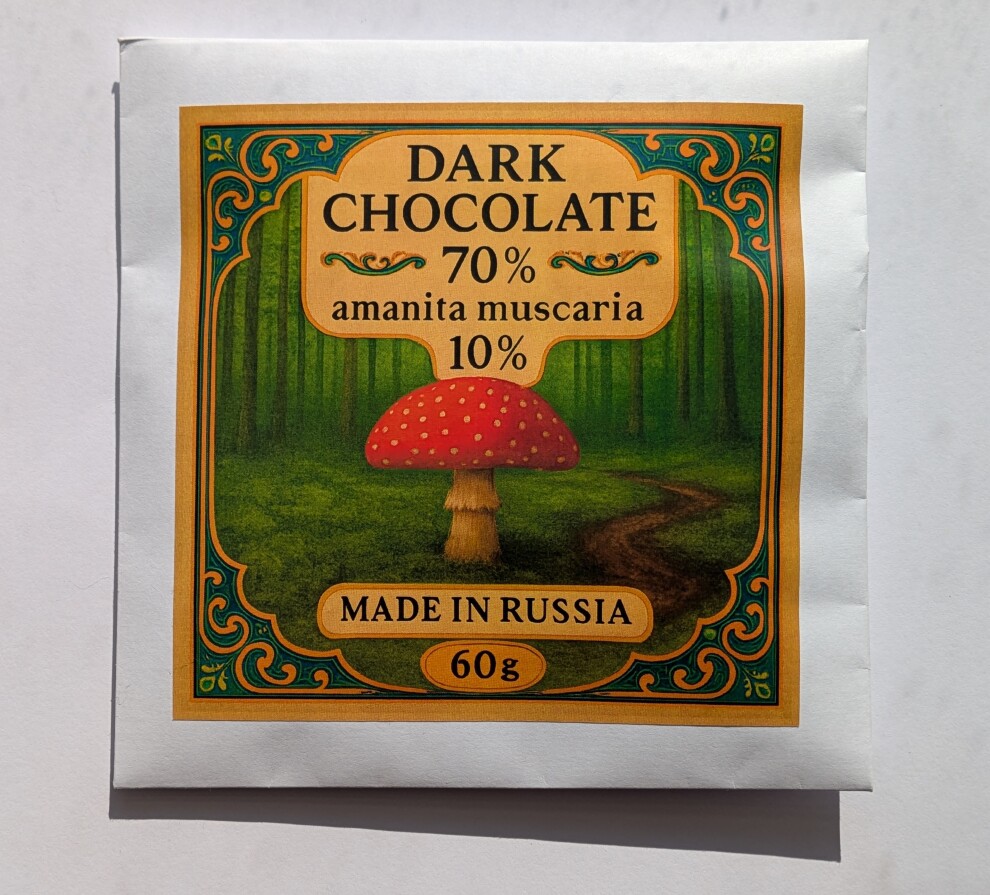 DARK
CHOCOLATE
70%
amanita muscaria
10%
MADE IN RUSSIA
60g